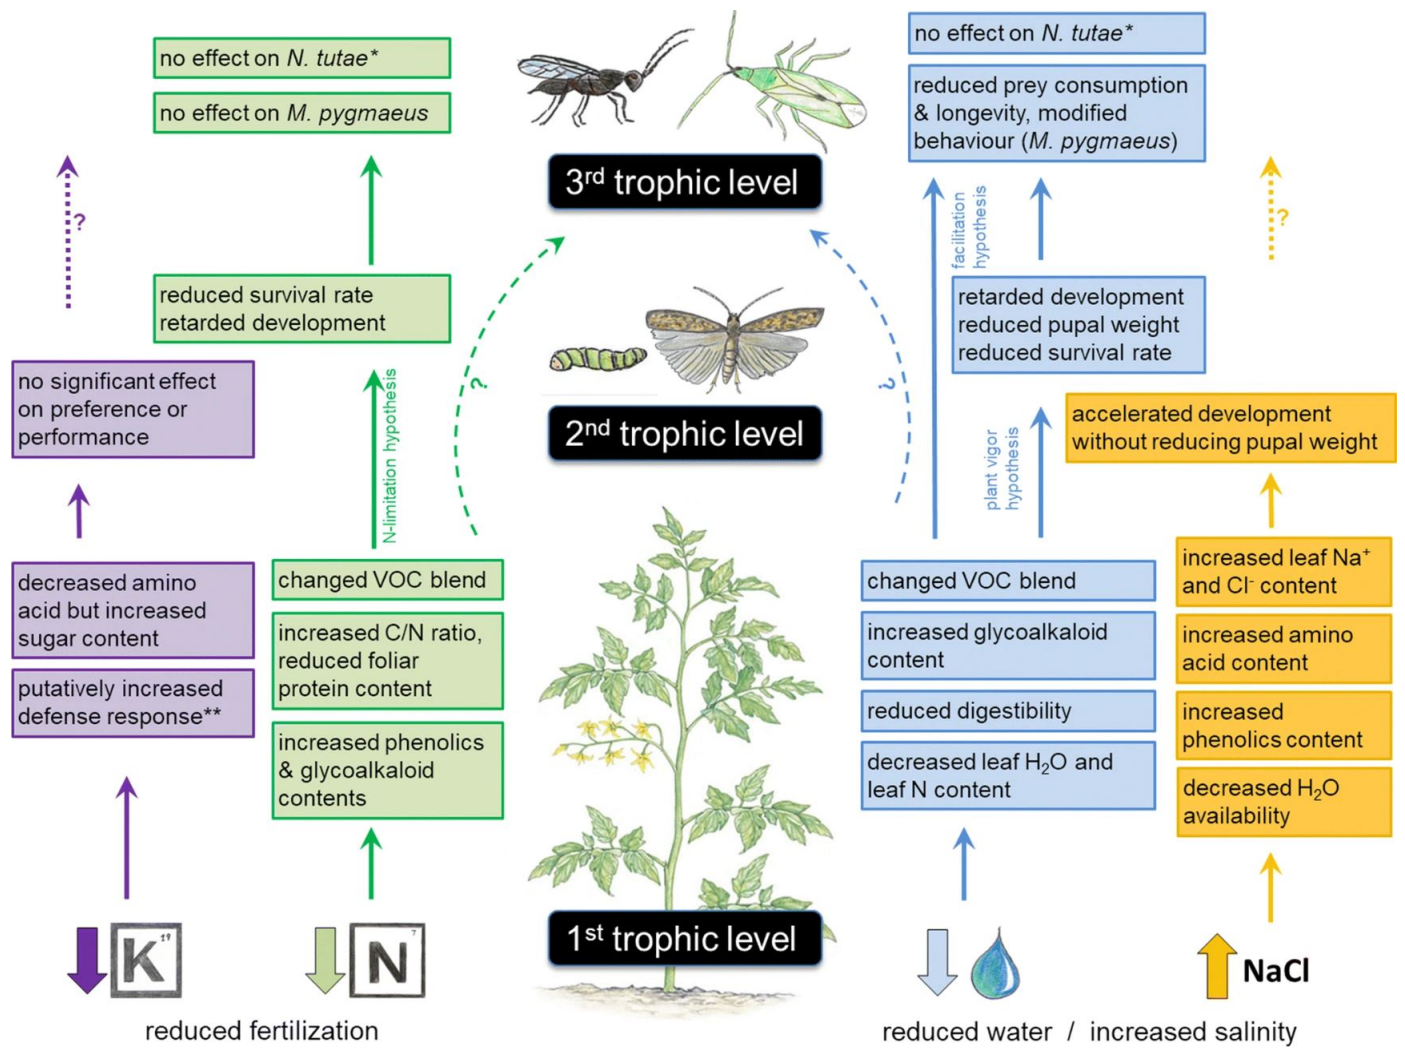 no effect on N. tutae*
no effect on M. pygmaeus
?
reduced survival rate
retarded development
no significant effect
on preference or
performance
N-limitation hypothesis
?
decreased amino
acid but increased
sugar content
putatively increased
defense response**
changed VOC blend
increased C/N ratio,
reduced foliar
protein content
increased phenolics
& glycoalkaloid
contents
K
19
N
7
reduced fertilization
3rd trophic level
2nd trophic level
1st trophic level
no effect on N. tutae*
reduced prey consumption
& longevity, modified
behaviour (M. pygmaeus)
facilitation
hypothesis
?
retarded development
reduced pupal weight
reduced survival rate
?
plant vigor
hypothesis
accelerated development
without reducing pupal weight
changed VOC blend
increased glycoalkaloid
content
reduced digestibility
decreased leaf H₂O and
leaf N content
increased leaf Na⁺
and Cl⁻ content
increased amino
acid content
increased
phenolics content
decreased H₂O
availability
NaCl
reduced water / increased salinity